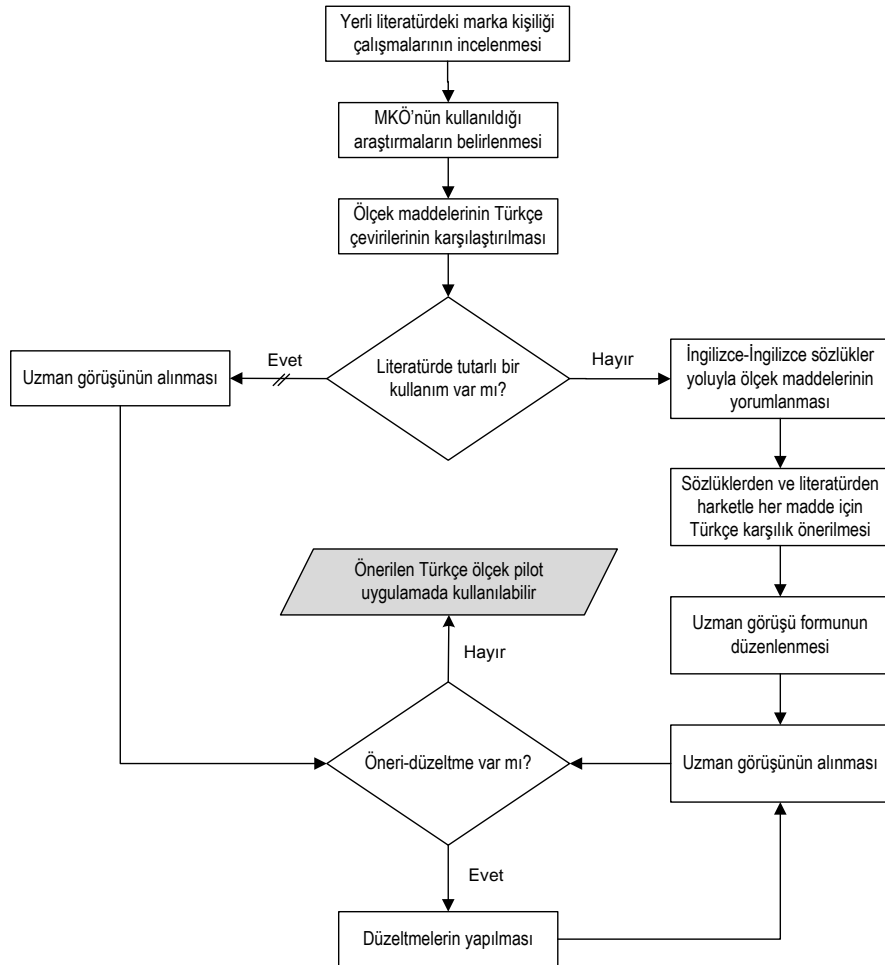 Yerli literatürdeki marka kişiliği
çalışmalarının incelenmesi
MKÖ'nün kullanıldığı
araştırmaların belirlenmesi
Ölçek maddelerinin Türkçe
çevirilerinin karşılaştırılması
Literatürde tutarlı bir
kullanım var mı?
Evet
Hayır
Uzman görüşünün alınması
İngilizce-İngilizce sözlükler
yoluyla ölçek maddelerinin
yorumlanması
Sözlüklerden ve literatürden
harketle her madde için
Türkçe karşılık önerilmesi
Uzman görüşü formunun
düzenlenmesi
Uzman görüşünün alınması
Öneri-düzeltme var mı?
Hayır
Önerilen Türkçe ölçek pilot
uygulamada kullanılabilir
Evet
Düzeltmelerin yapılması